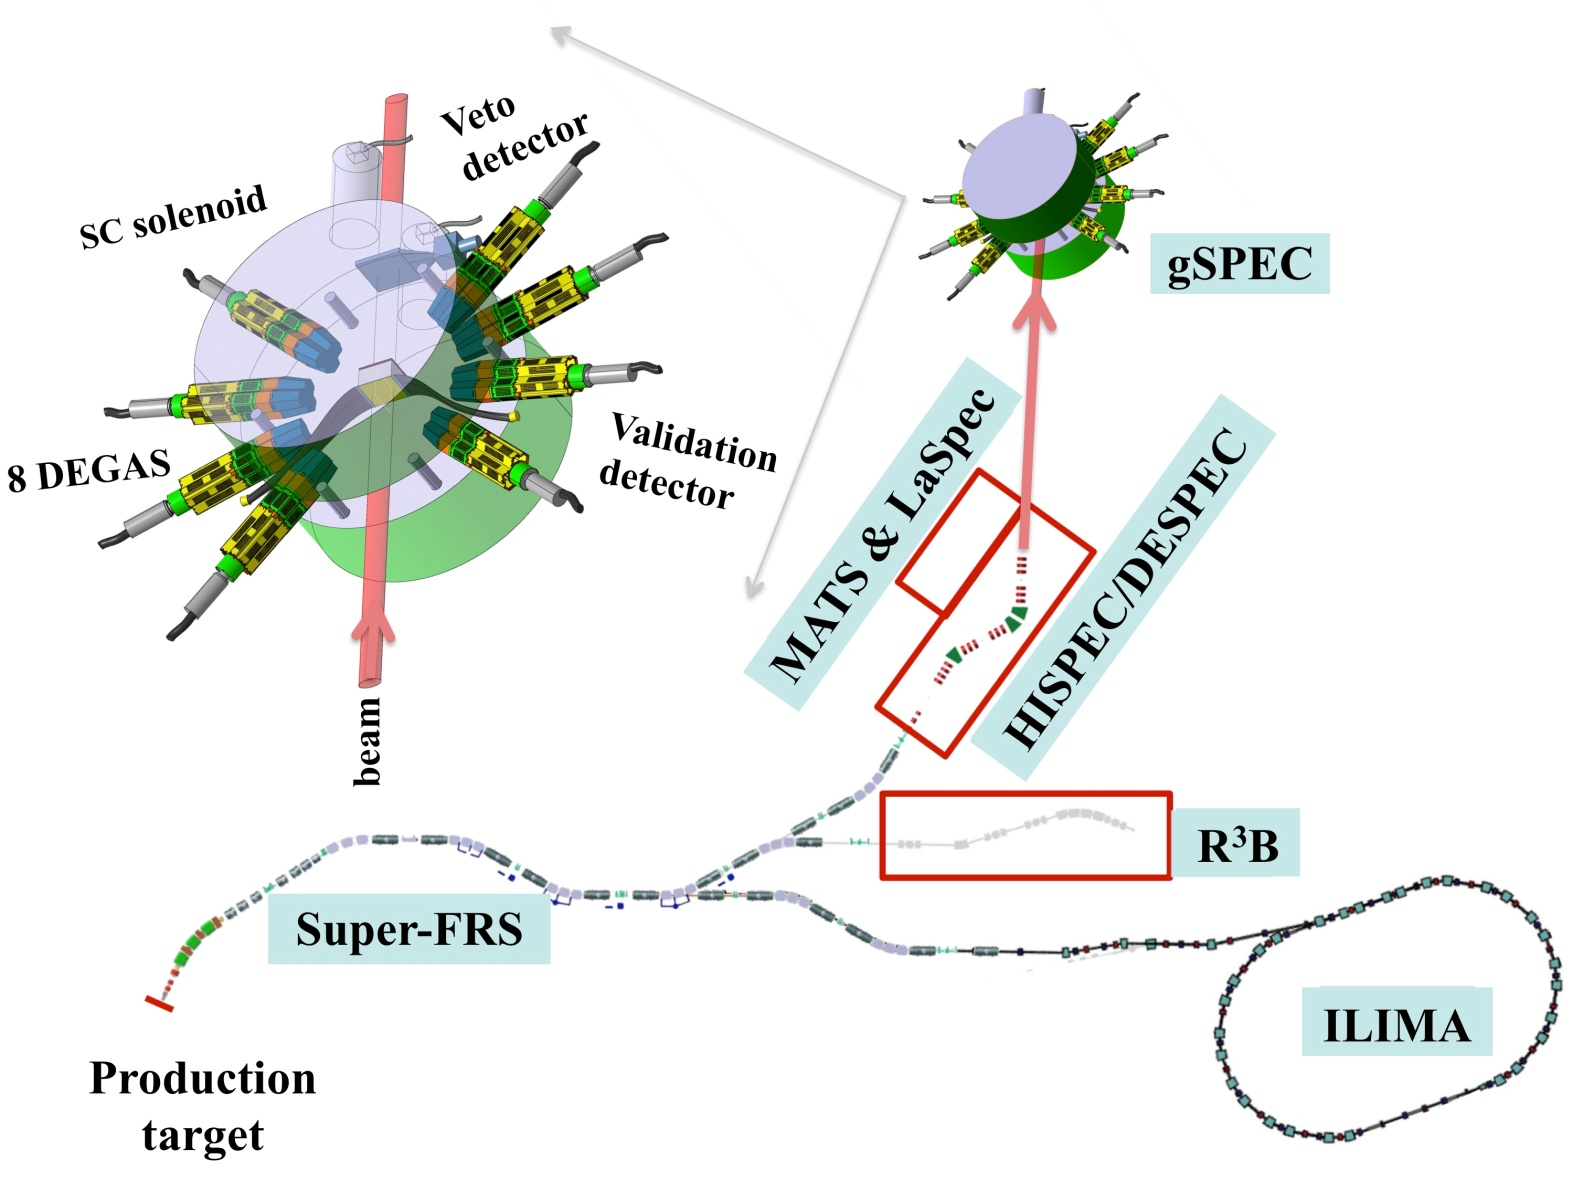 Veto
detector
SC solenoid
8 DEGAS
Validation
detector
beam
gSPEC
MATS & LaSpec
HISPEC/DESPEC
R³B
Super-FRS
ILIMA
Production
target